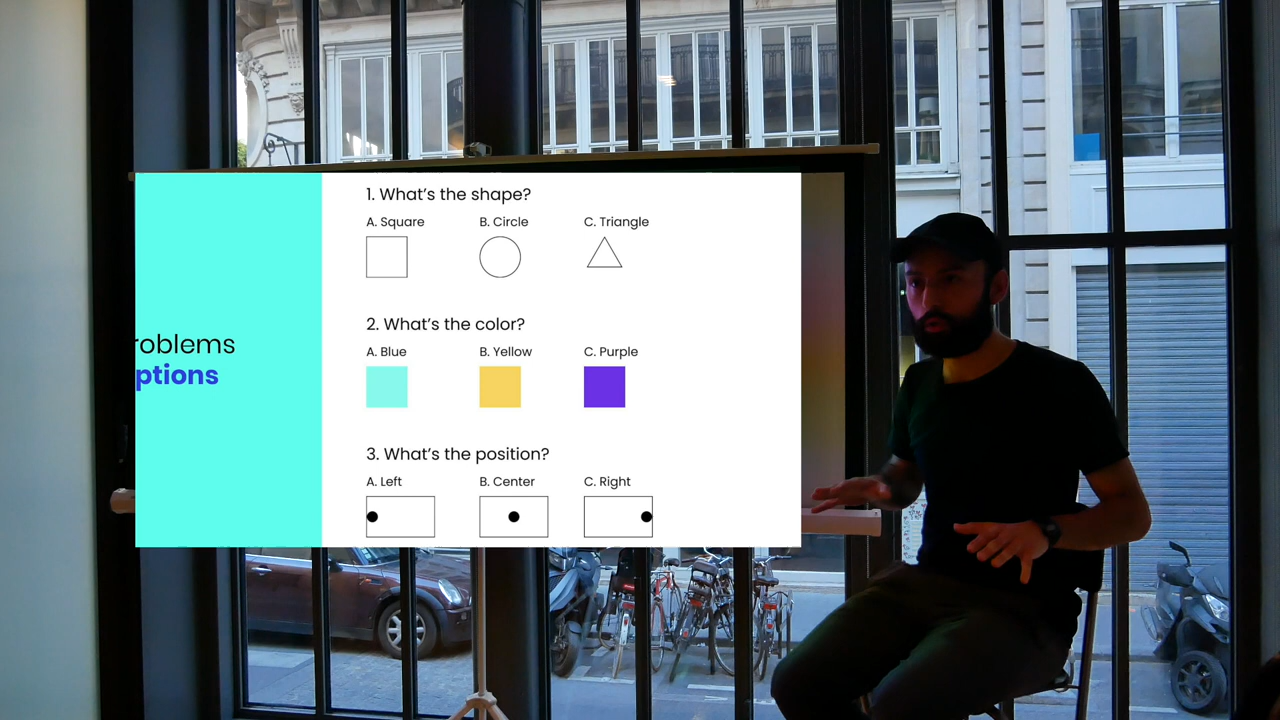 roblems
ptions
1. What's the shape?
A. Square B. Circle C. Triangle
2. What's the color?
A. Blue B. Yellow C. Purple
3. What's the position?
A. Left B. Center C. Right